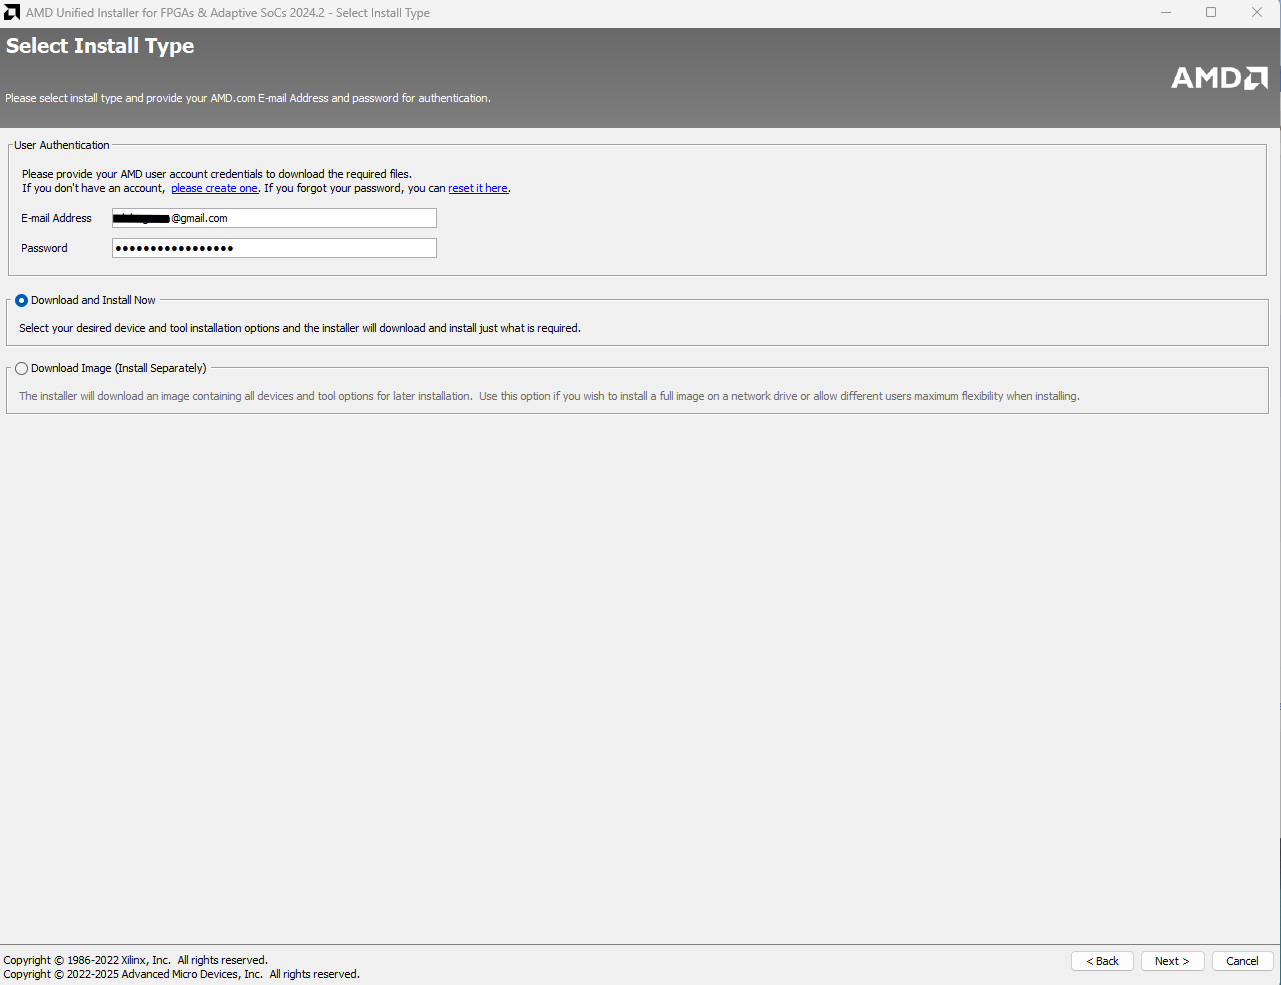 AMD Unified Installer for FPGAs & Adaptive SoCs 2024.2 - Select Install Type
Select Install Type
AMD
Please select install type and provide your AMD.com E-mail Address and password for authentication.
User Authentication
Please provide your AMD user account credentials to download the required files.
If you don't have an account, please create one. If you forgot your password, you can reset it here.
E-mail Address @gmail.com
Password •••••••••••••••••
Download and Install Now
Select your desired device and tool installation options and the installer will download and install just what is required.
Download Image (Install Separately)
The installer will download an image containing all devices and tool options for later installation. Use this option if you wish to install a full image on a network drive or allow different users maximum flexibility when installing.
Copyright © 1986-2022 Xilinx, Inc. All rights reserved.
Copyright © 2022-2025 Advanced Micro Devices, Inc. All rights reserved.
< Back Next > Cancel